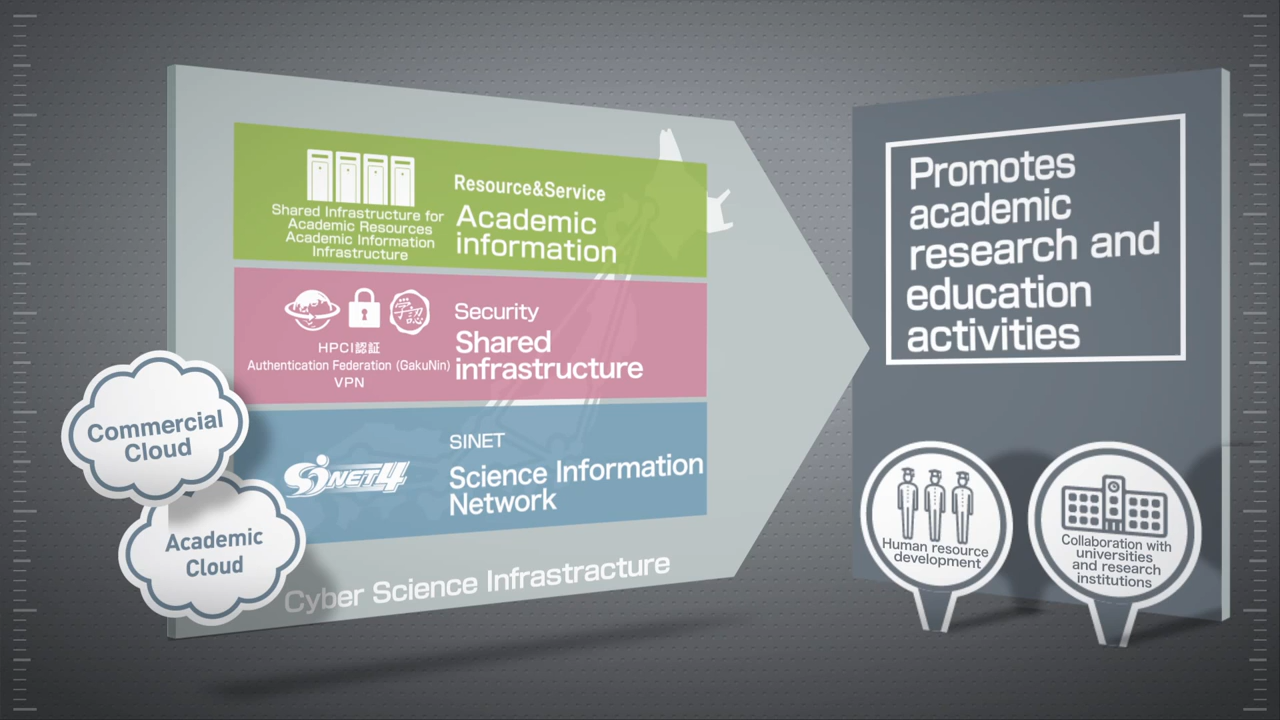 Resource&Service
Academic
information
Shared Infrastructure for
Academic Resources
Academic Information
Infrastructure
Security
Shared
infrastructure
学認
HPCI認証
Authentication Federation (GakuNin)
VPN
SINET
Science Information
Network
SINET4
Commercial
Cloud
Academic
Cloud
Cyber Science Infrastracture
Promotes
academic
research and
education
activities
Human resource
development
Collaboration with
universities
and research
institutions